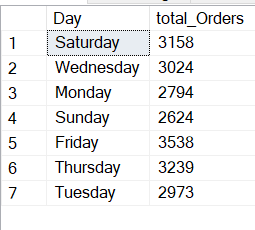 Day total_Orders
1 Saturday 3158
2 Wednesday 3024
3 Monday 2794
4 Sunday 2624
5 Friday 3538
6 Thursday 3239
7 Tuesday 2973